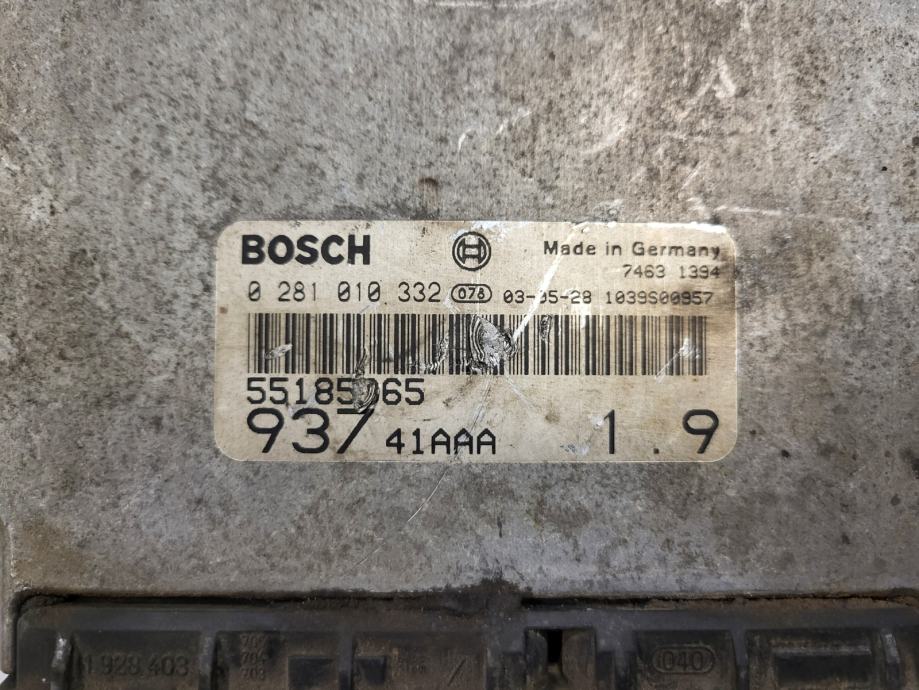 BOSCH
Made in Germany
7463 1394
0 281 010 332 078 03-05-28 1039S00957
937 41AAA 1.9
1 928 403
040